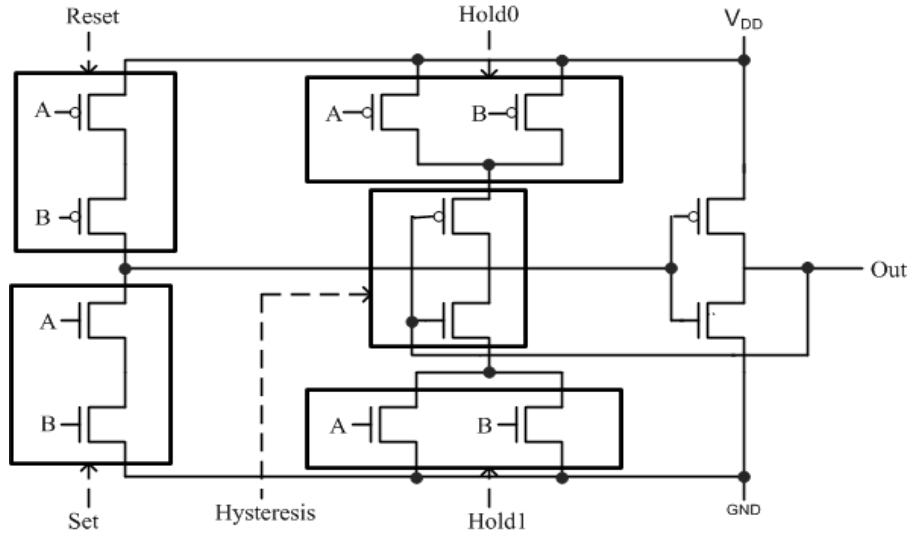 Reset
Hold0
VDD
A
A
B
B
Out
A
B
A
B
Set
Hysteresis
Hold1
GND